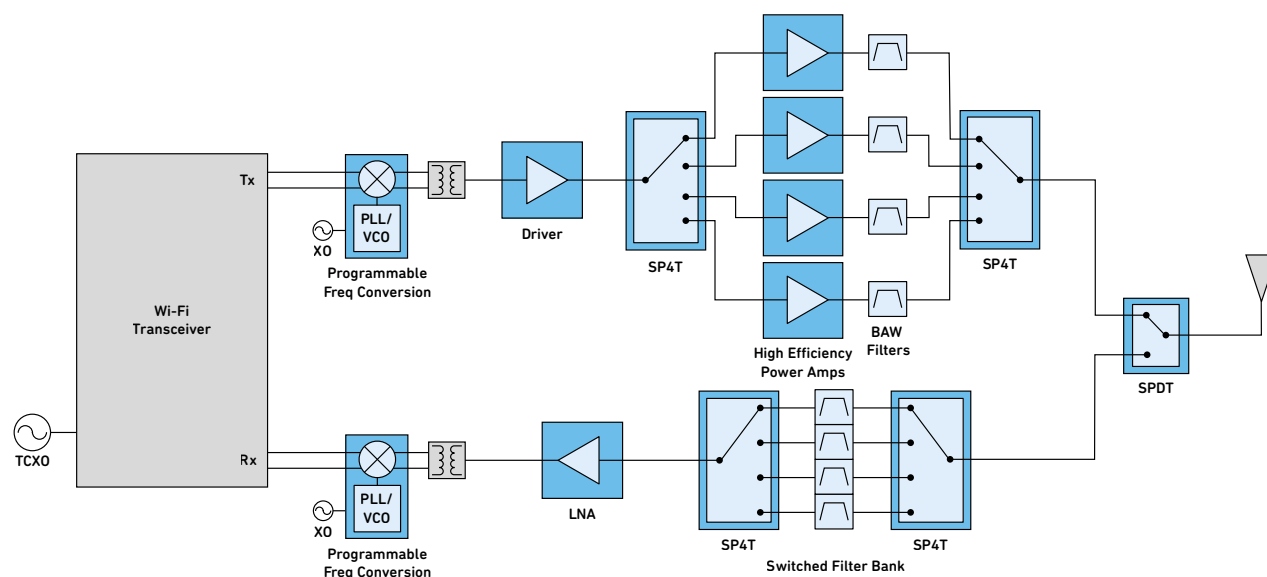 Tx
PLL/
VCO
XO
Programmable
Freq Conversion
Driver
SP4T
High Efficiency
Power Amps
BAW
Filters
SP4T
Wi-Fi
Transceiver
SPDT
TCXO
Rx
PLL/
VCO
XO
Programmable
Freq Conversion
LNA
SP4T
Switched Filter Bank
SP4T